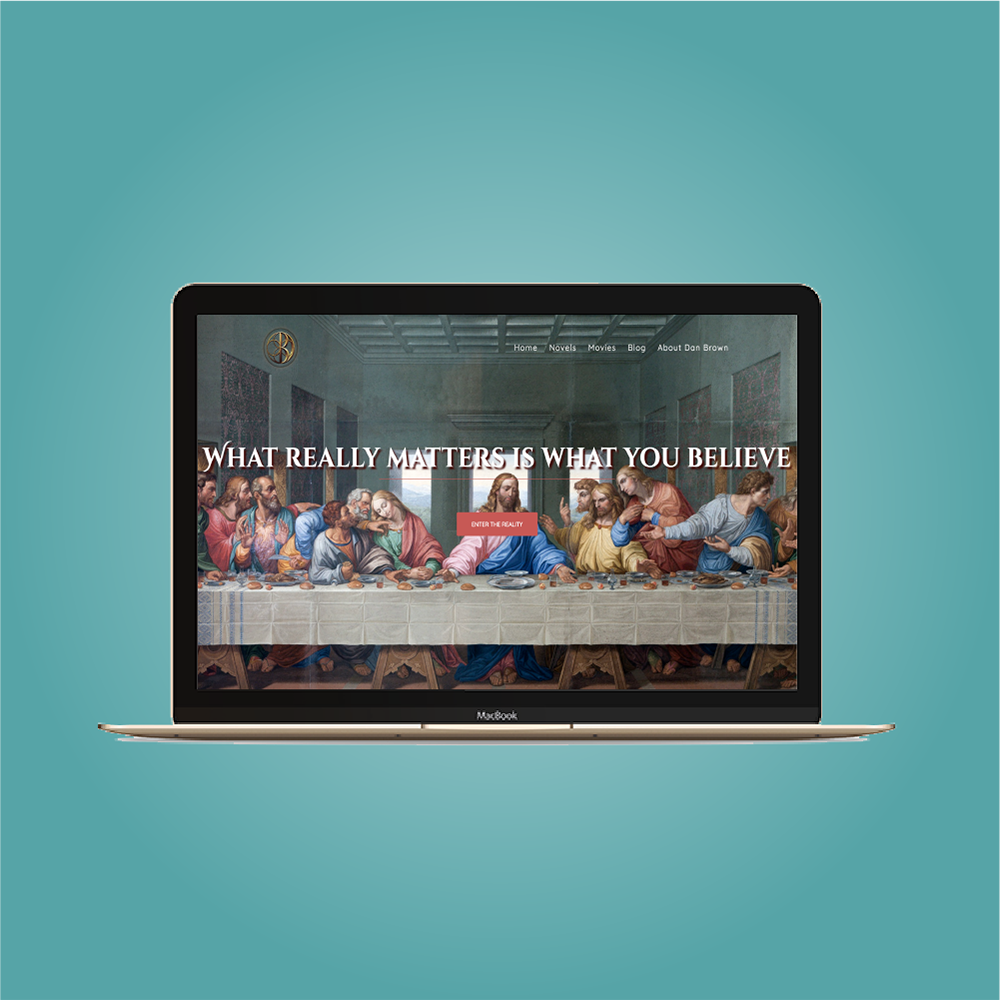 Home Novels Movies Blog About Dan Brown
WHAT REALLY MATTERS IS WHAT YOU BELIEVE
ENTER THE REALITY
MacBook